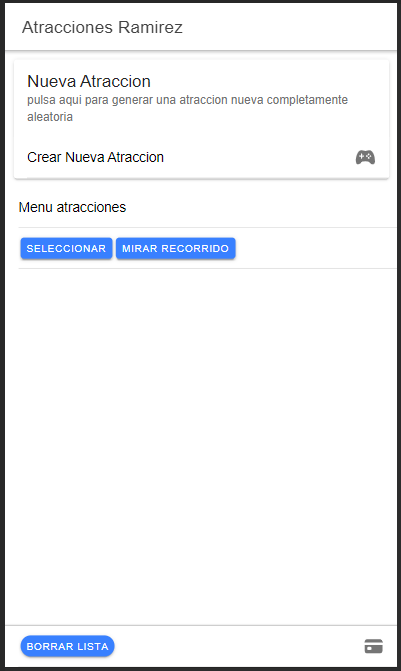 Atracciones Ramirez
Nueva Atraccion
pulsa aqui para generar una atraccion nueva completamente
aleatoria
Crear Nueva Atraccion
Menu atracciones
SELECCIONAR MIRAR RECORRIDO
BORRAR LISTA